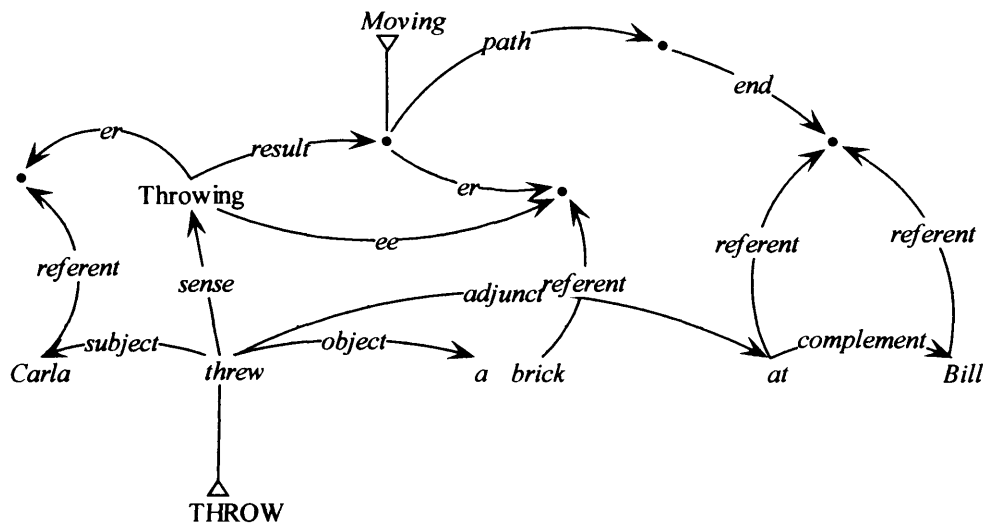 Moving
path
end
er
result
Throwing
er
ee
referent
referent
referent
sense
adjunct
referent
subject
object
complement
Carla threw a brick at Bill
THROW